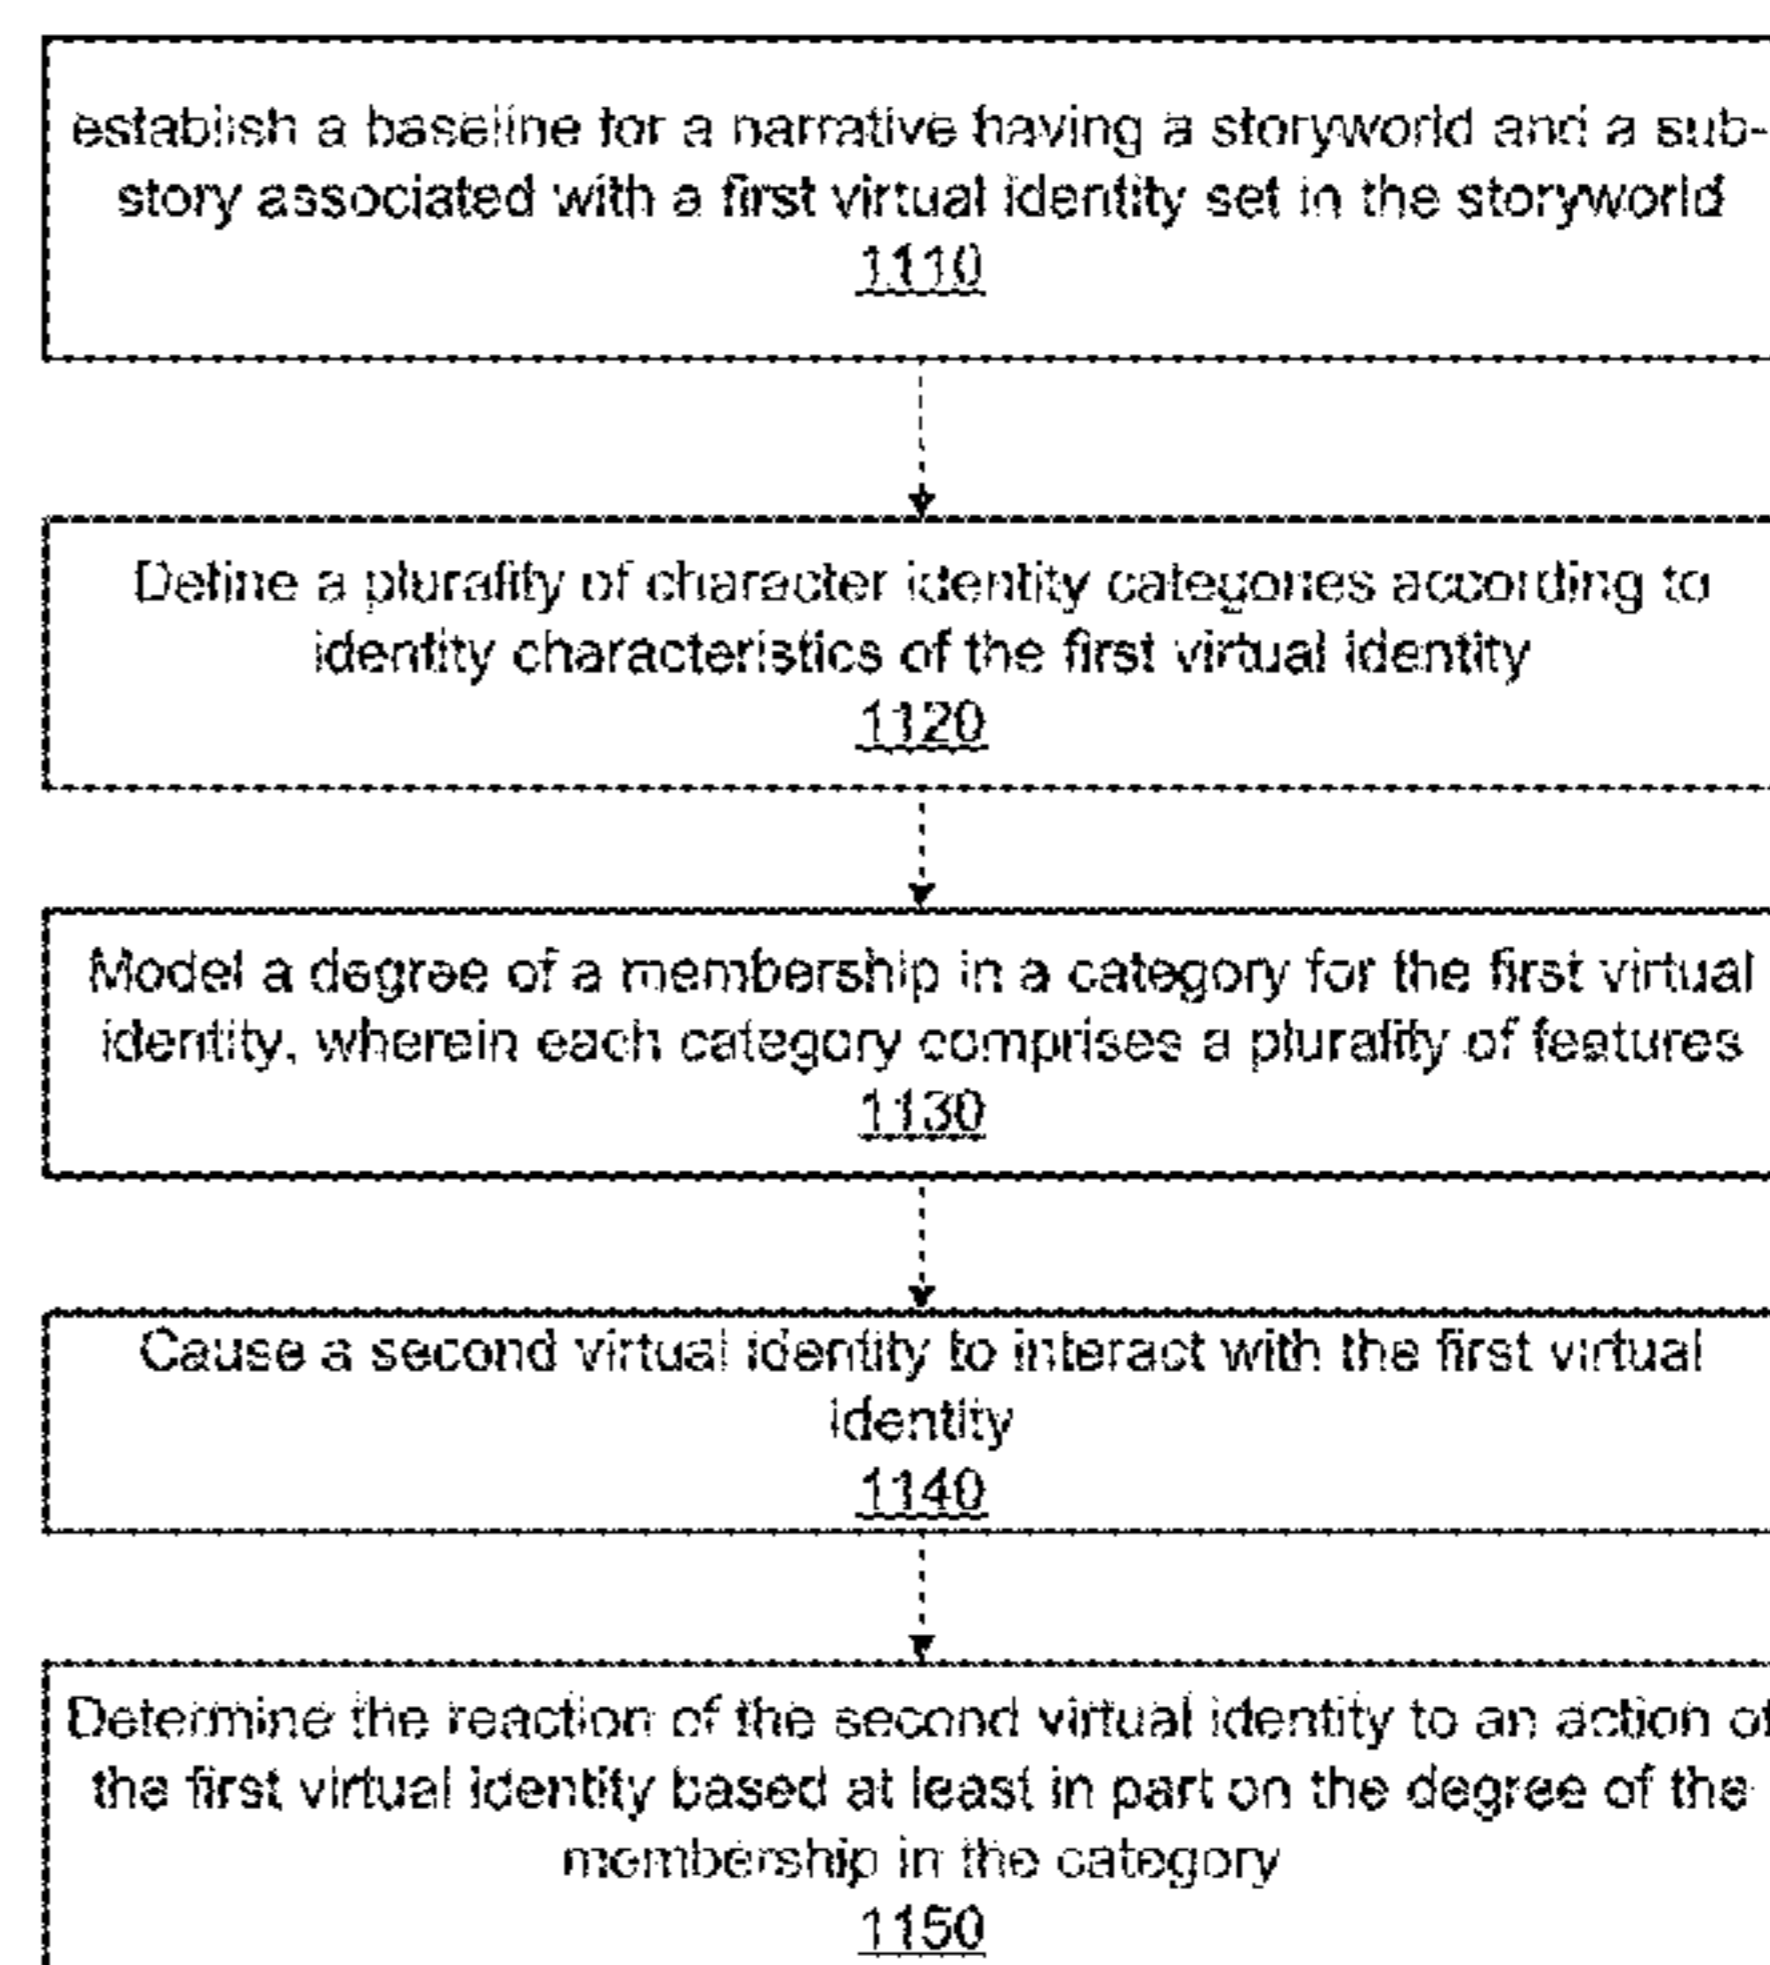 establish a baseline for a narrative having a storyworld and a sub-
story associated with a first virtual identity set in the storyworld
1110
Define a plurality of character identity categories according to
identity characteristics of the first virtual identity
1120
Model a degree of a membership in a category for the first virtual
identity, wherein each category comprises a plurality of features
1130
Cause a second virtual identity to interact with the first virtual
identity
1140
Determine the reaction of the second virtual identity to an action of
the first virtual identity based at least in part on the degree of the
membership in the category
1150